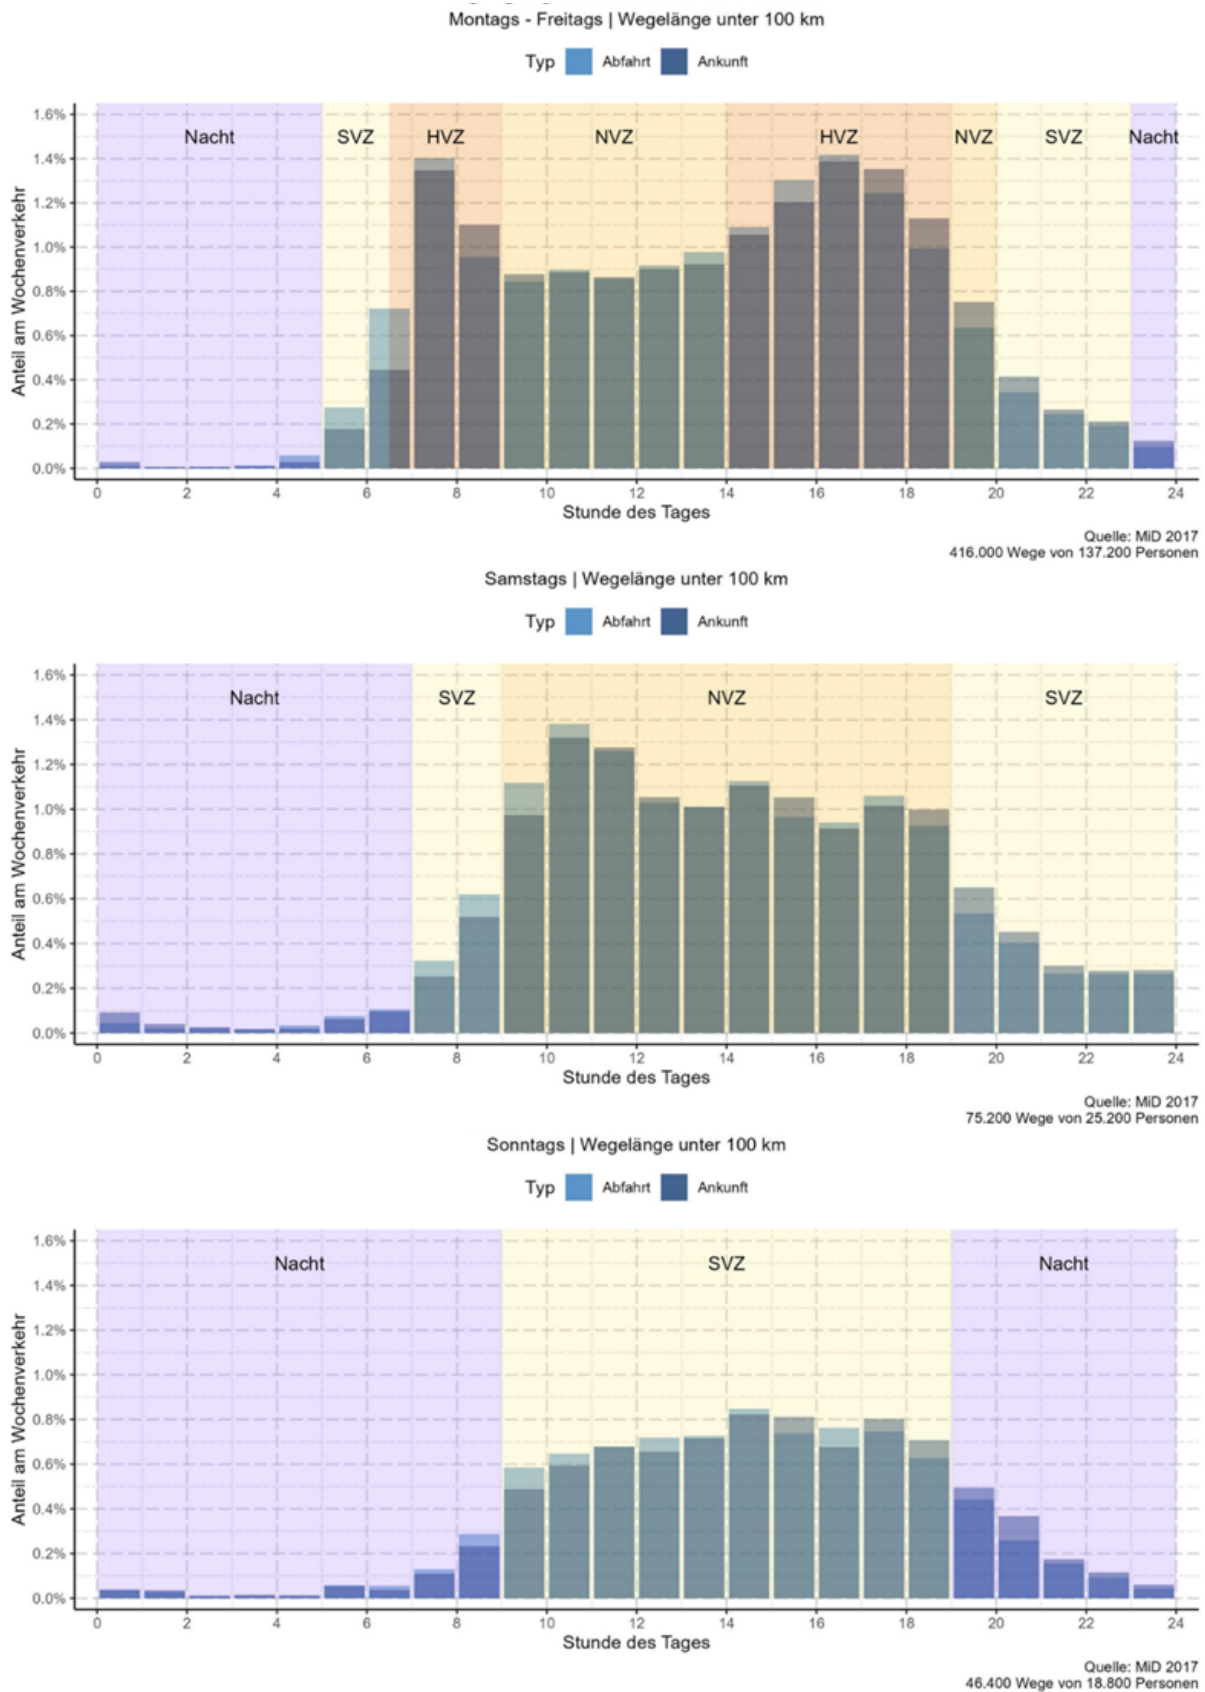 Montags - Freitags | Wegelänge unter 100 km
Typ Abfahrt Ankunft
Anteil am Wochenverkehr
1.6%
1.4%
1.2%
1.0%
0.8%
0.6%
0.4%
0.2%
0.0%
Nacht SVZ HVZ NVZ HVZ NVZ SVZ Nacht
0 2 4 6 8 10 12 14 16 18 20 22 24
Stunde des Tages
Quelle: MiD 2017
416.000 Wege von 137.200 Personen
Samstags | Wegelänge unter 100 km
Typ Abfahrt Ankunft
Anteil am Wochenverkehr
1.6%
1.4%
1.2%
1.0%
0.8%
0.6%
0.4%
0.2%
0.0%
Nacht SVZ NVZ SVZ
0 2 4 6 8 10 12 14 16 18 20 22 24
Stunde des Tages
Quelle: MiD 2017
75.200 Wege von 25.200 Personen
Sonntags | Wegelänge unter 100 km
Typ Abfahrt Ankunft
Anteil am Wochenverkehr
1.6%
1.4%
1.2%
1.0%
0.8%
0.6%
0.4%
0.2%
0.0%
Nacht SVZ Nacht
0 2 4 6 8 10 12 14 16 18 20 22 24
Stunde des Tages
Quelle: MiD 2017
46.400 Wege von 18.800 Personen